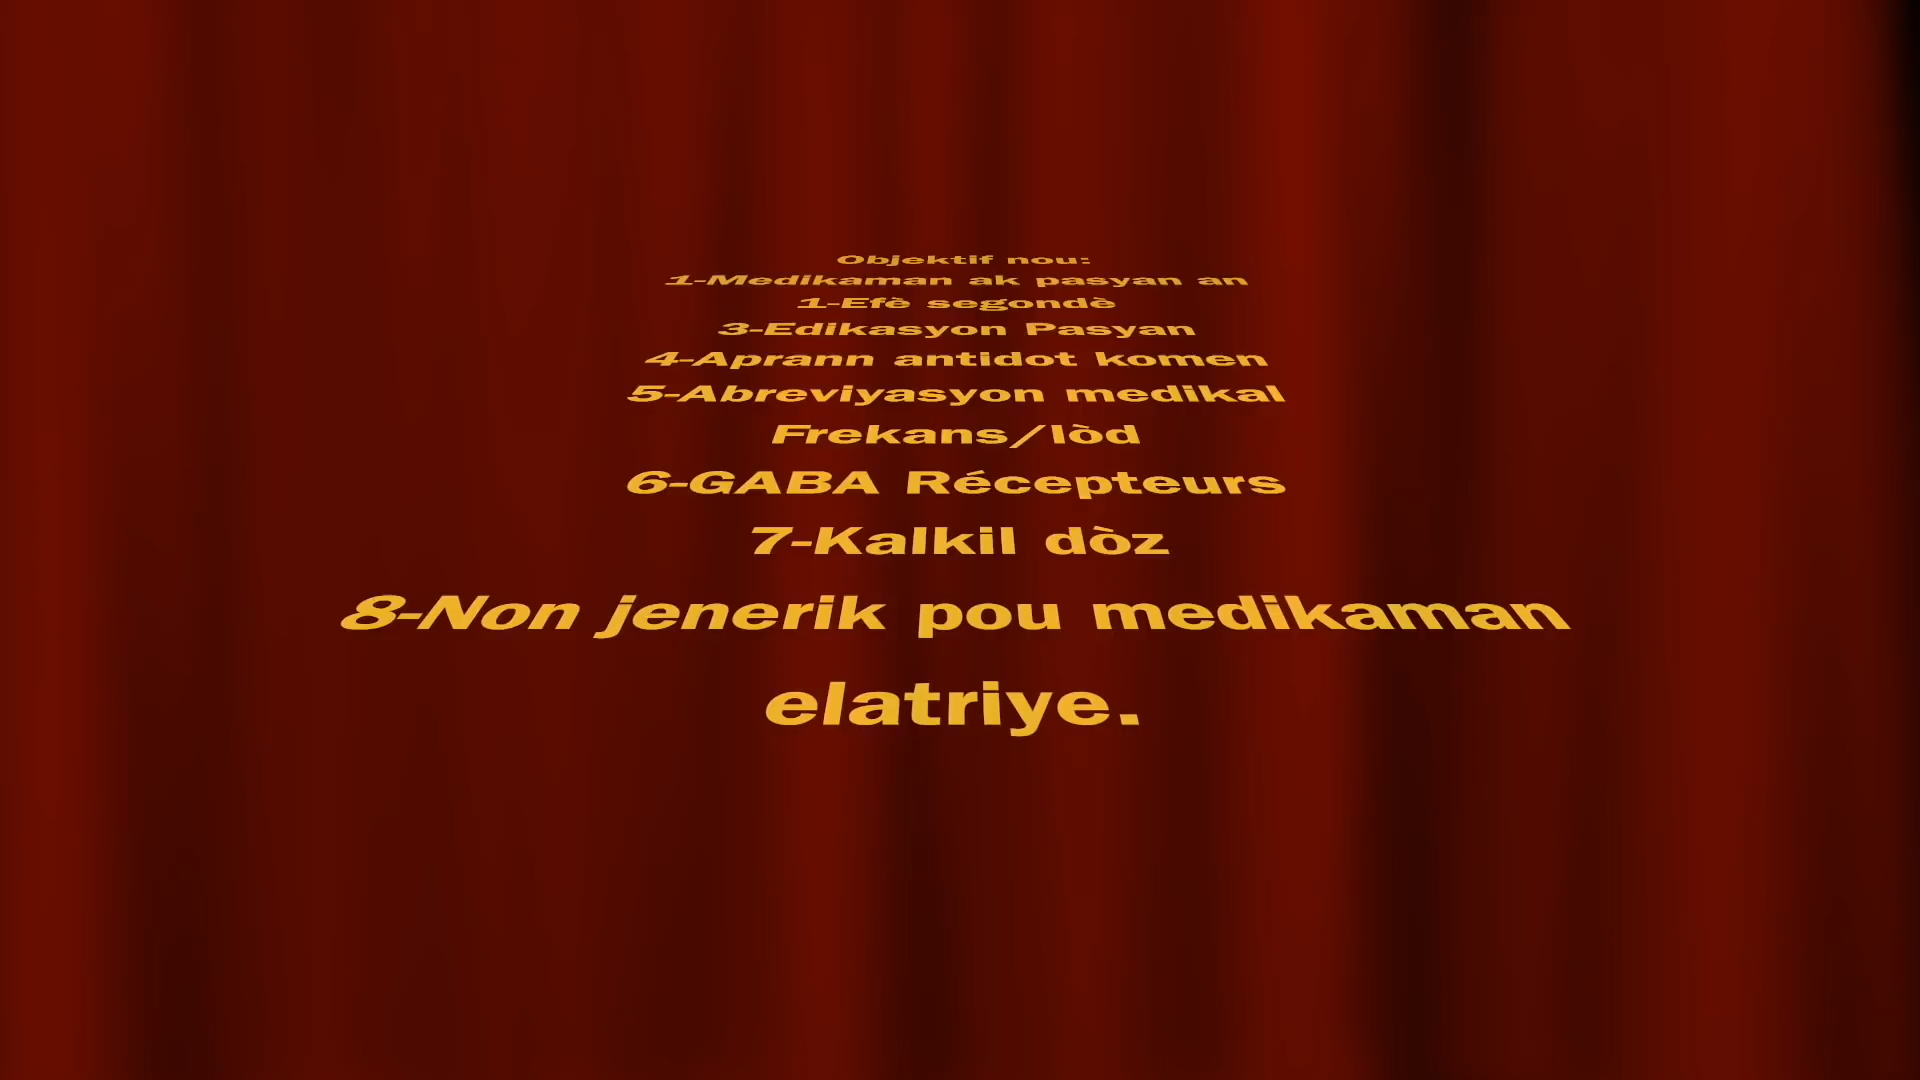 Objektif nou:
1-Medikaman ak pasyan an
1-Efè segondè
3-Edikasyon Pasyan
4-Aprann antidot komen
5-Abreviyasyon medikal
Frekans/lòd
6-GABA Récepteurs
7-Kalkil dòz
8-Non jenerik pou medikaman
elatriye.